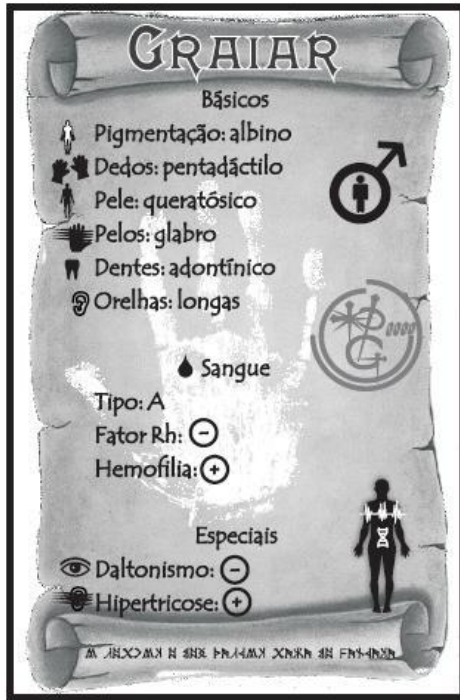 GRAIAR
Básicos
Pigmentação: albino
Dedos: pentadáctilo
Pele: queratósico
Pelos: glabro
Dentes: adontínico
Orelhas: longas
Sangue
Tipo: A
Fator Rh: -
Hemofilia: +
Especiais
Daltonismo: -
Hipertricose: +